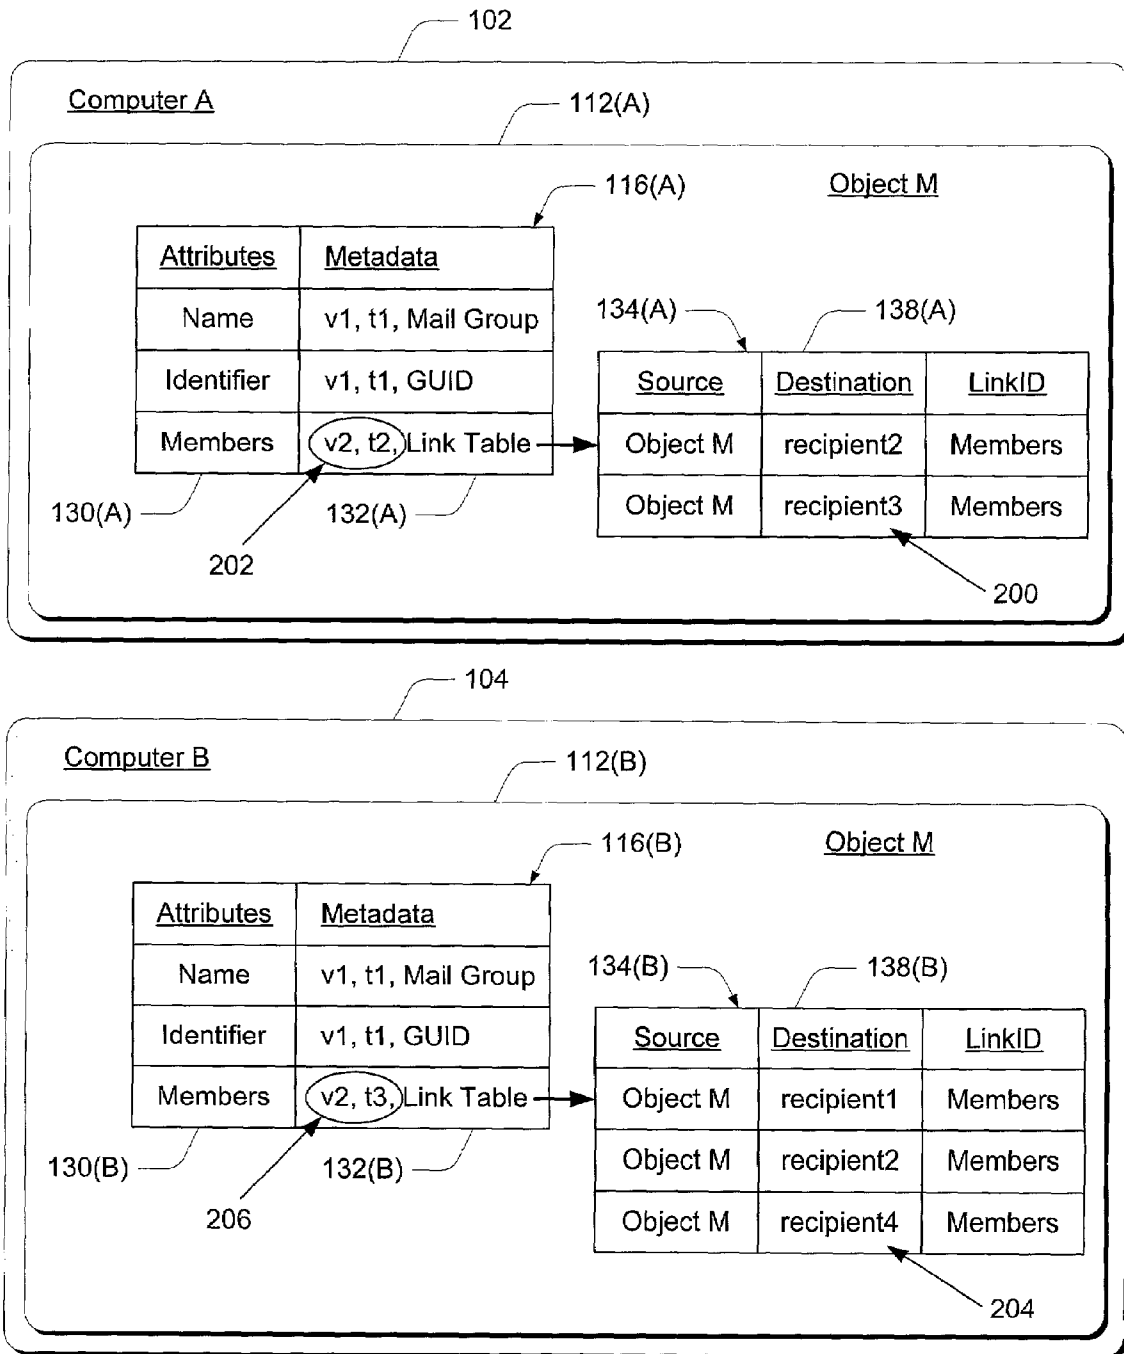 102
Computer A
112(A)
116(A)
Object M
Attributes Metadata
Name v1, t1, Mail Group
Identifier v1, t1, GUID
Members v2, t2, Link Table
134(A)
138(A)
Source Destination LinkID
Object M recipient2 Members
Object M recipient3 Members
130(A)
132(A)
202
200
104
Computer B
112(B)
116(B)
Object M
Attributes Metadata
Name v1, t1, Mail Group
Identifier v1, t1, GUID
Members v2, t3, Link Table
134(B)
138(B)
Source Destination LinkID
Object M recipient1 Members
Object M recipient2 Members
Object M recipient4 Members
130(B)
132(B)
206
204